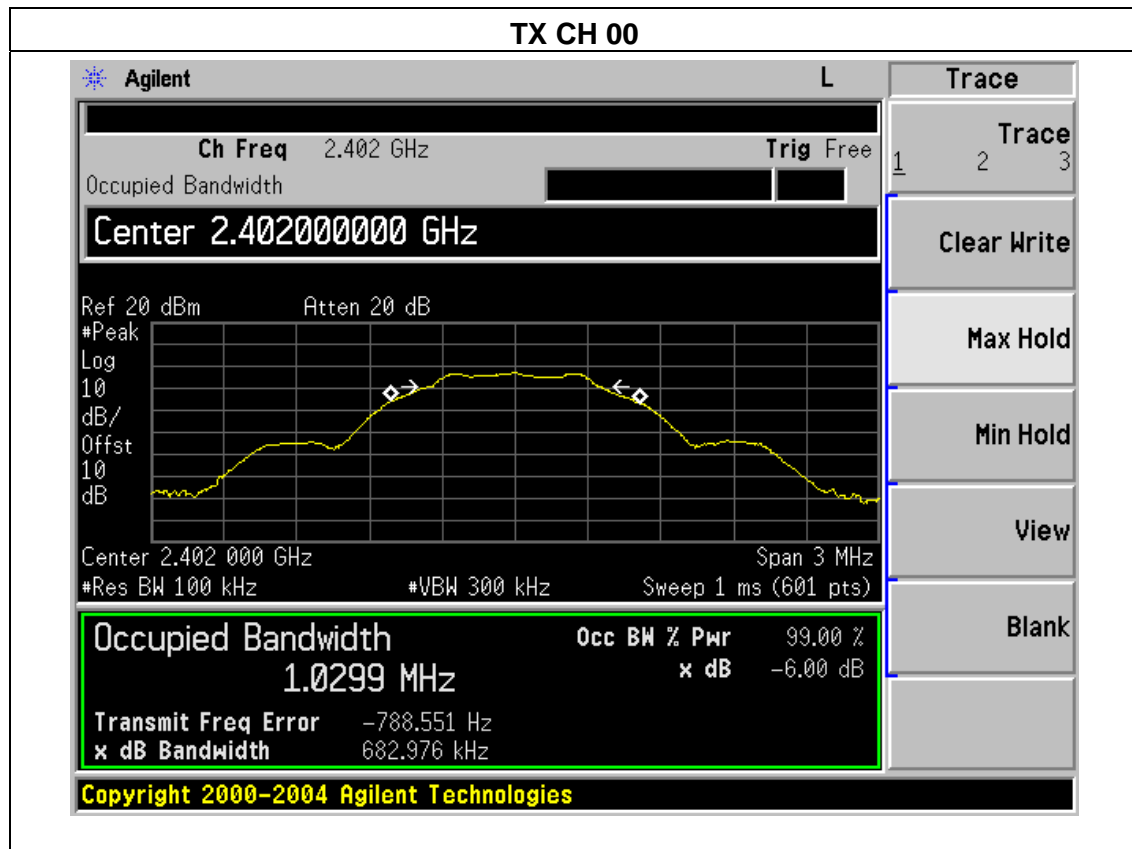 TX CH 00
Agilent L Trace
Ch Freq 2.402 GHz Trig Free
Occupied Bandwidth
Center 2.402000000 GHz
Ref 20 dBm Atten 20 dB
#Peak
Log
10
dB/
Offst
10
dB
Center 2.402 000 GHz Span 3 MHz
#Res BW 100 kHz #VBW 300 kHz Sweep 1 ms (601 pts)
Occupied Bandwidth
1.0299 MHz
Occ BW % Pwr 99.00 %
x dB -6.00 dB
Transmit Freq Error -788.551 Hz
x dB Bandwidth 682.976 kHz
Copyright 2000-2004 Agilent Technologies
Trace
1 2 3
Clear Write
Max Hold
Min Hold
View
Blank